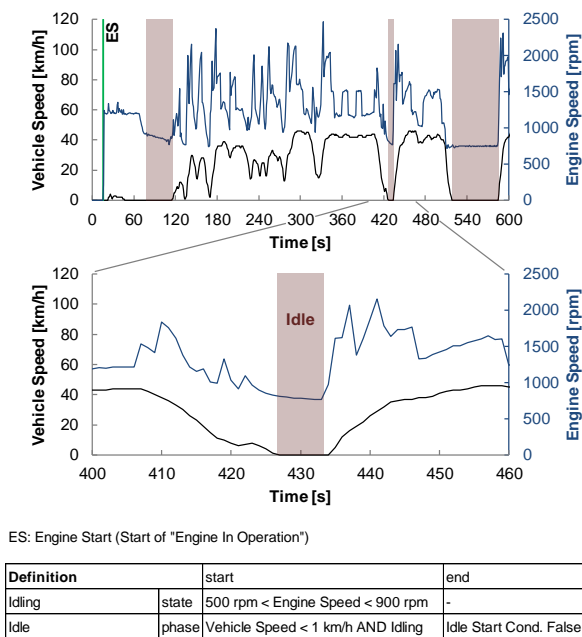 120
100
80
60
40
20
0
Vehicle Speed [km/h]
ES
2500
2000
1500
1000
500
0
Engine Speed [rpm]
0 60 120 180 240 300 360 420 480 540 600
Time [s]
120
100
80
60
40
20
0
Vehicle Speed [km/h]
Idle
2500
2000
1500
1000
500
0
Engine Speed [rpm]
400 410 420 430 440 450 460
Time [s]
ES: Engine Start (Start of "Engine In Operation")
Definition start end
Idling state 500 rpm < Engine Speed < 900 rpm -
Idle phase Vehicle Speed < 1 km/h AND Idling Idle Start Cond. False